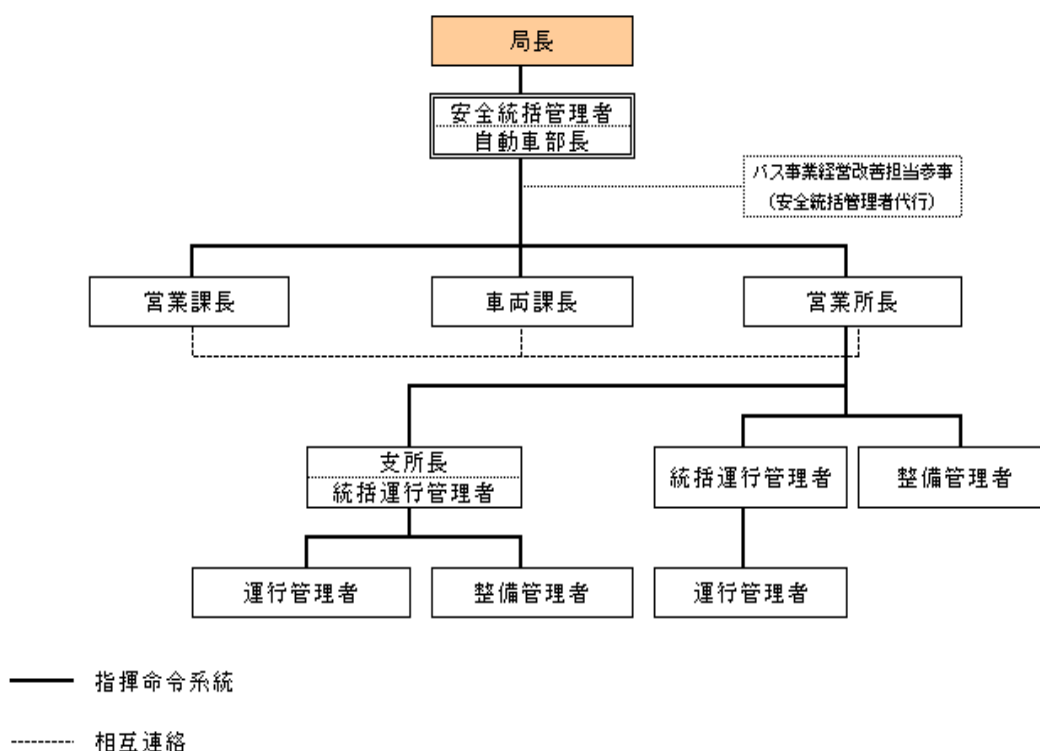 局長
安全統括管理者
自動車部長
バス事業経営改善担当参事
（安全統括管理者代行）
営業課長
車両課長
営業所長
支所長
統括運行管理者
統括運行管理者
整備管理者
運行管理者
整備管理者
運行管理者
指揮命令系統
相互連絡